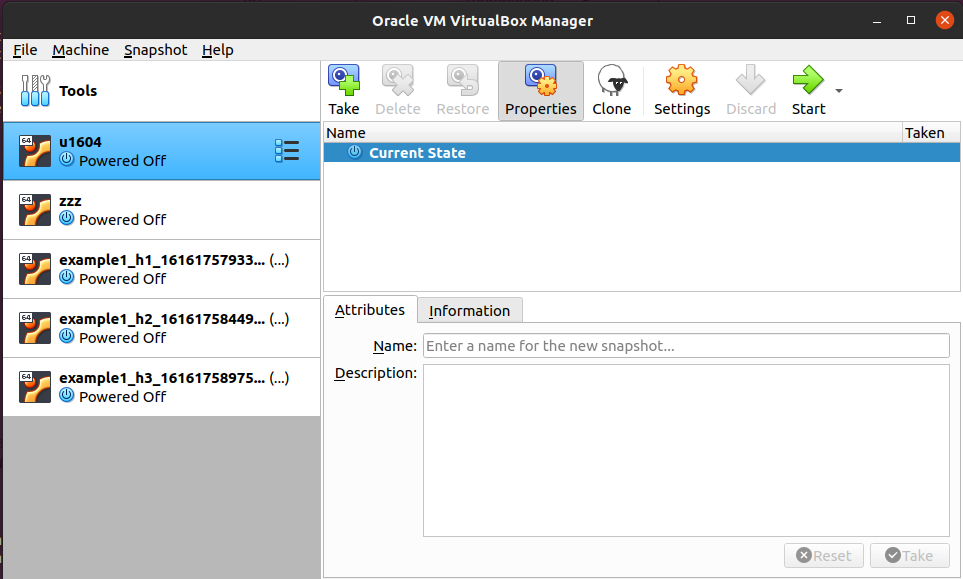 Oracle VM VirtualBox Manager
File Machine Snapshot Help
Tools
64
u1604
Powered Off
64
zzz
Powered Off
64
example1_h1_16161757933... (...)
Powered Off
64
example1_h2_16161758449... (...)
Powered Off
64
example1_h3_16161758975... (...)
Powered Off
Take Delete Restore Properties Clone Settings Discard Start
Name Taken
Current State
Attributes Information
Name: Enter a name for the new snapshot...
Description:
Reset Take